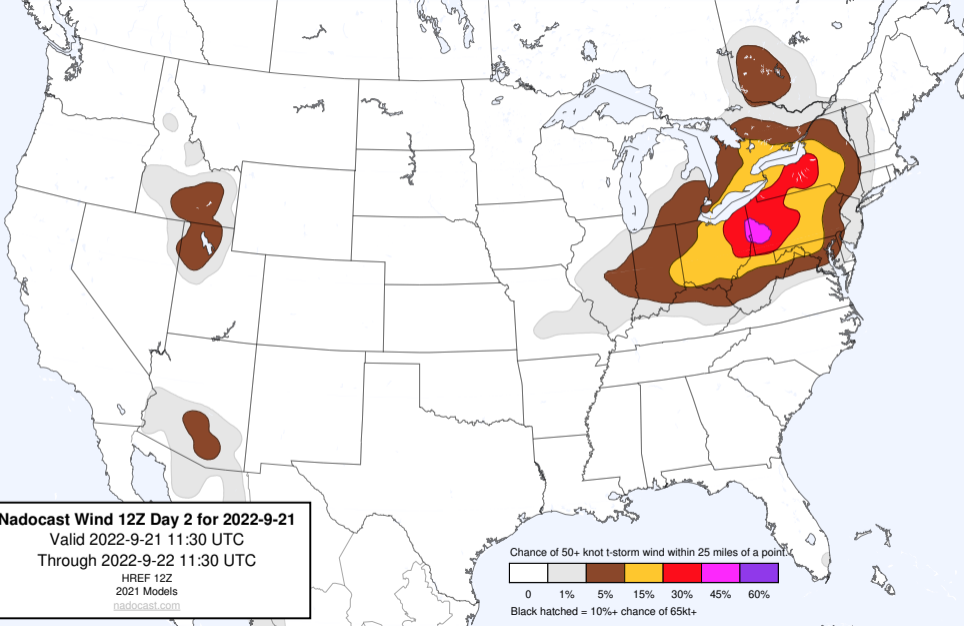 Nadocast Wind 12Z Day 2 for 2022-9-21
Valid 2022-9-21 11:30 UTC
Through 2022-9-22 11:30 UTC
HREF 12Z
2021 Models
nadocast.com
Chance of 50+ knot t-storm wind within 25 miles of a point.
0 1% 5% 15% 30% 45% 60%
Black hatched = 10%+ chance of 65kt+